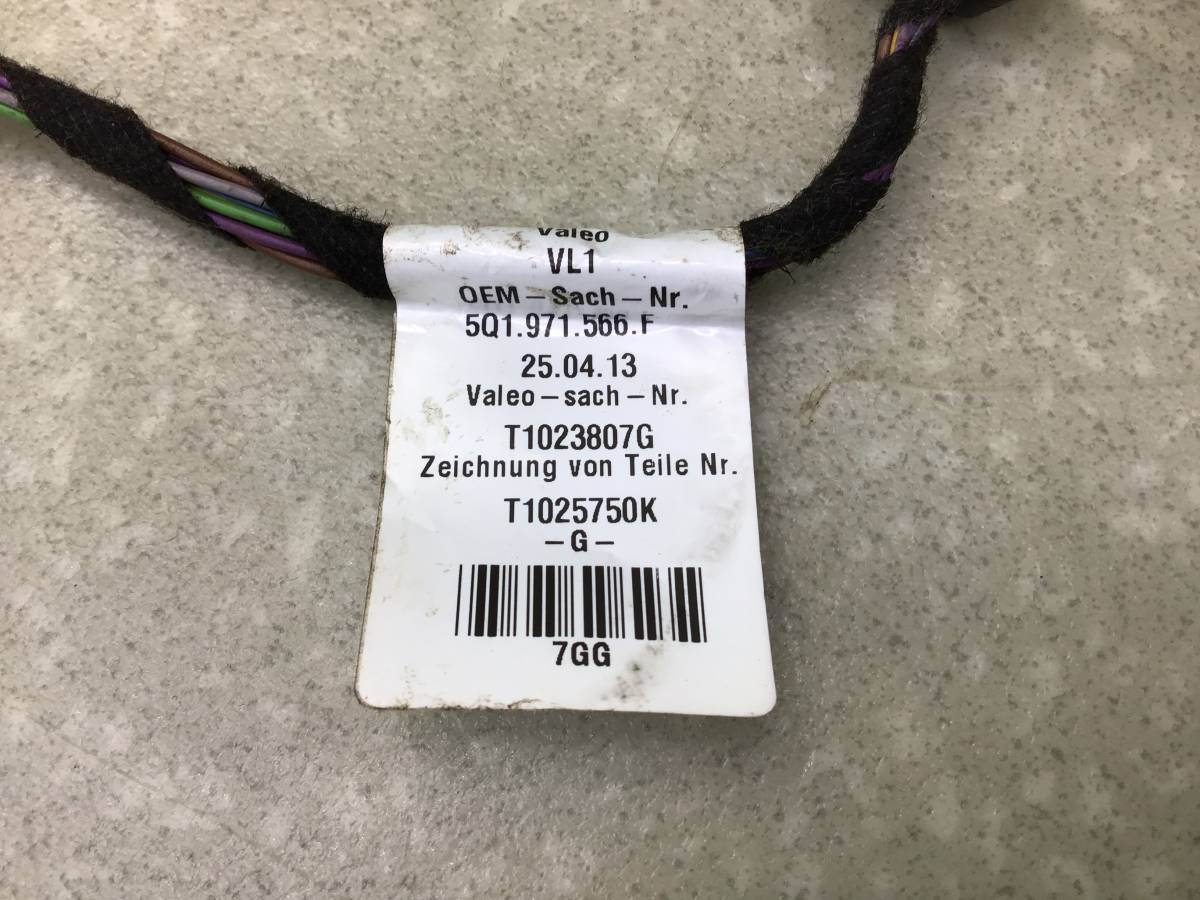 Valeo
VL1
OEM – Sach – Nr.
5Q1.971.566.F
25.04.13
Valeo – sach – Nr.
T1023807G
Zeichnung von Teile Nr.
T1025750K
– G –
7GG